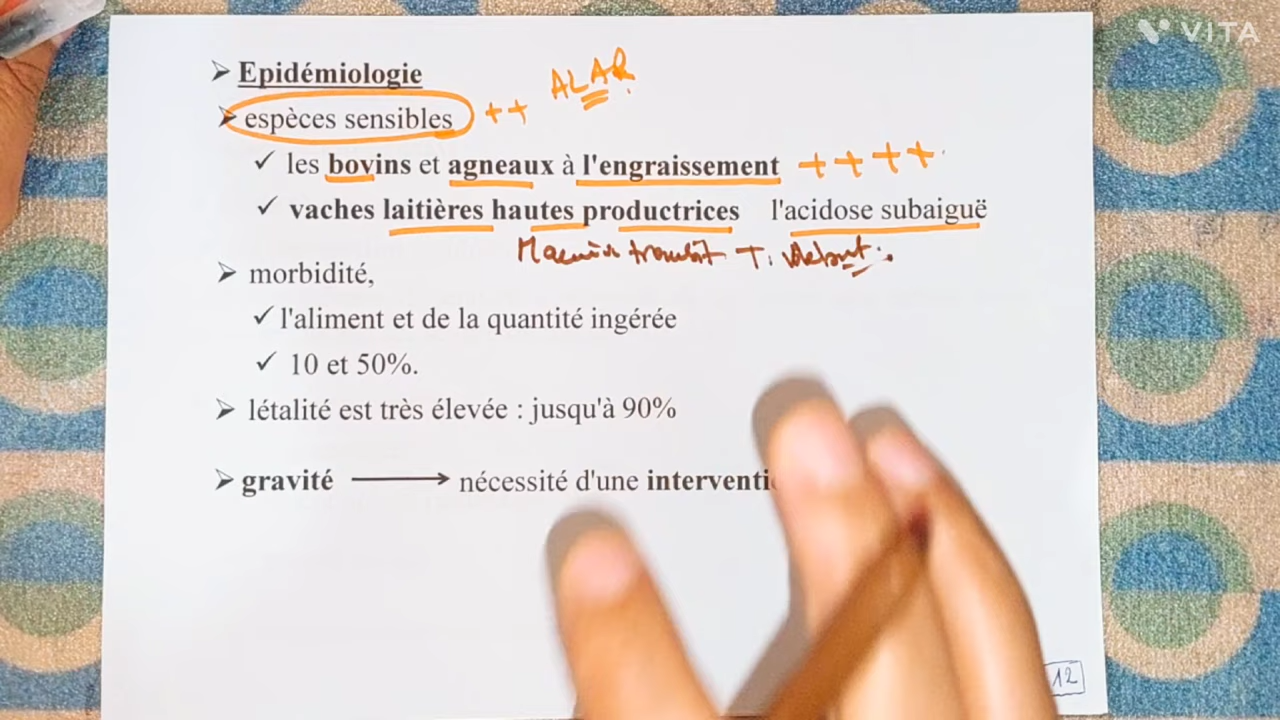 VITA
➢ Epidémiologie
ALAR
➢ espèces sensibles ++
✓ les bovins et agneaux à l'engraissement ++++
✓ vaches laitières hautes productrices l'acidose subaiguë
➢ morbidité,
✓ l'aliment et de la quantité ingérée
✓ 10 et 50%.
➢ létalité est très élevée : jusqu'à 90%
➢ gravité ⟶ nécessité d'une
12